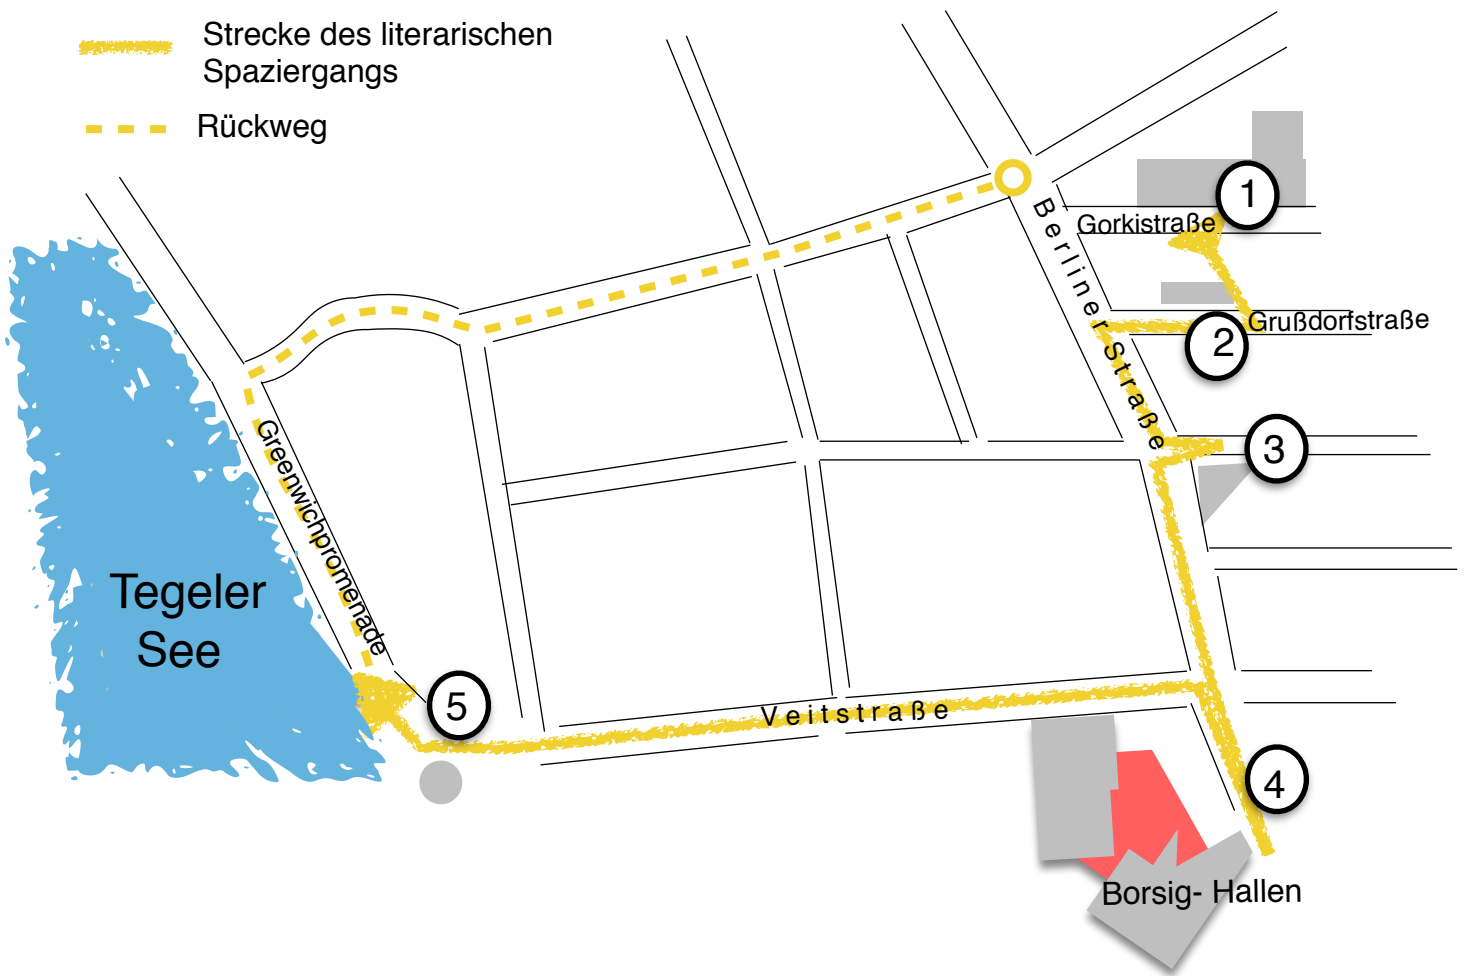 Strecke des literarischen
Spaziergangs
Rückweg
1
Gorkistraße
Berliner Straße
Grußdorfstraße
2
3
Greenwichpromenade
Tegeler
See
5
Veitstraße
4
Borsig- Hallen